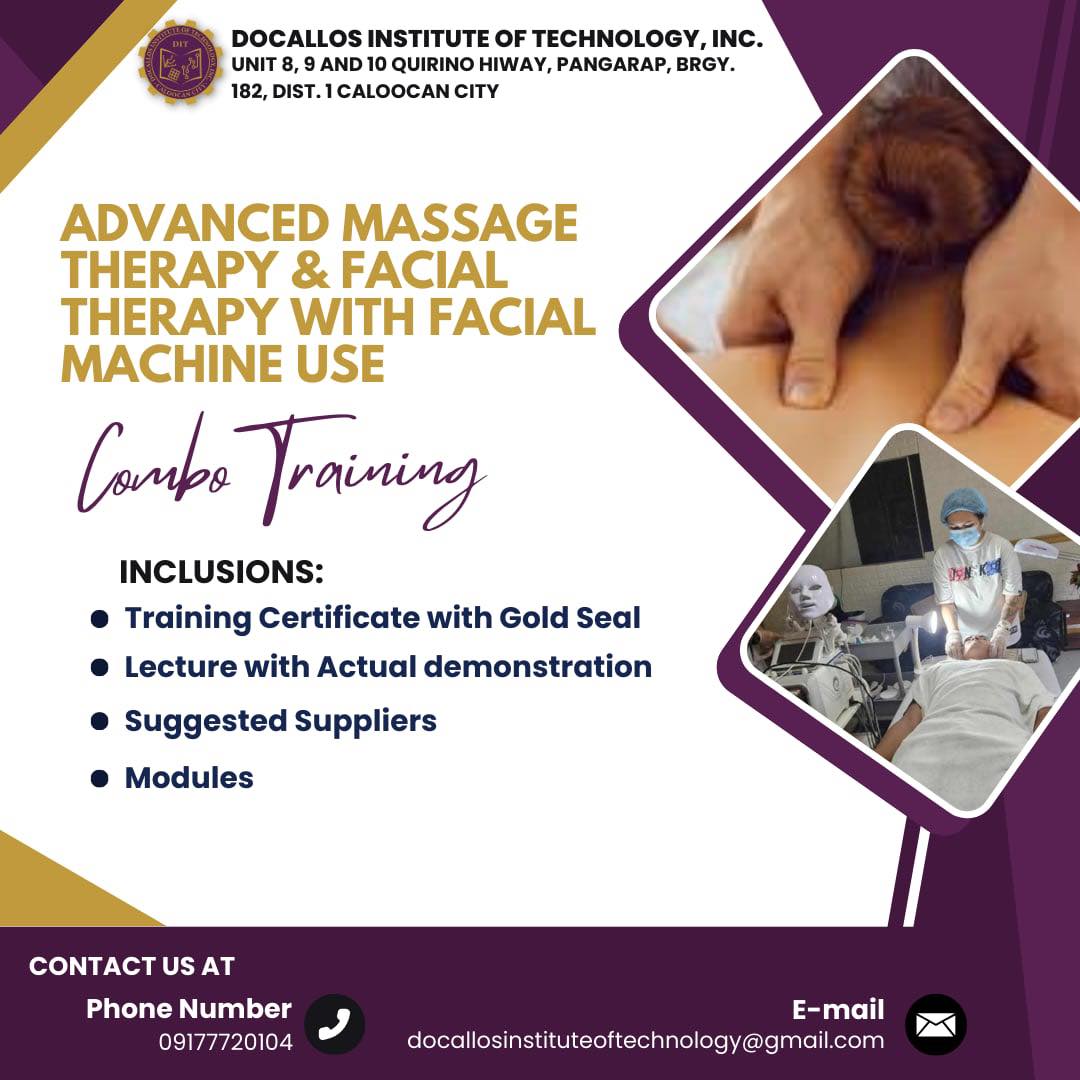 DOCALLOS INSTITUTE OF TECHNOLOGY, INC.
UNIT 8, 9 AND 10 QUIRINO HIWAY, PANGARAP, BRGY.
182, DIST. 1 CALOOCAN CITY
DIT
ADVANCED MASSAGE
THERAPY & FACIAL
THERAPY WITH FACIAL
MACHINE USE
Combo Training
INCLUSIONS:
Training Certificate with Gold Seal
Lecture with Actual demonstration
Suggested Suppliers
Modules
CONTACT US AT
Phone Number
09177720104
E-mail
docallosinstituteoftechnology@gmail.com